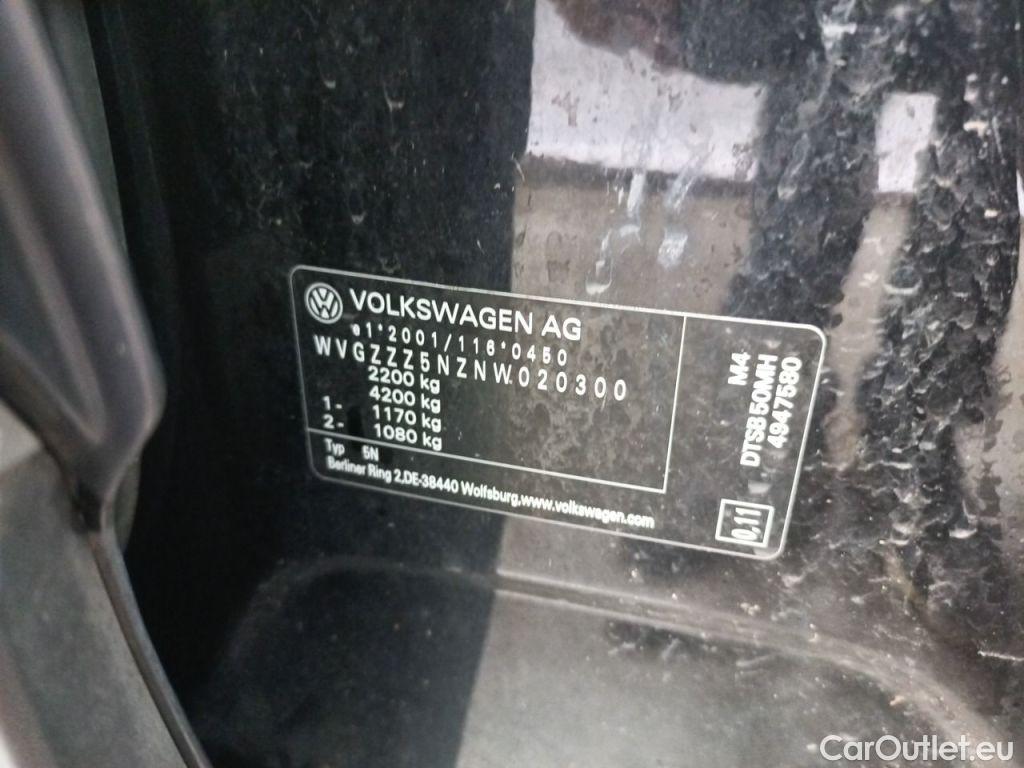 VOLKSWAGEN AG
e1*2001/116*0450
WVGZZZ5NZNW020300
2200 kg
4200 kg
1- 1170 kg
2- 1080 kg
Typ 5N
Berliner Ring 2,DE-38440 Wolfsburg,www.volkswagen.com
M4
DTSB50MH
4947580
0,11
CarOutlet.eu